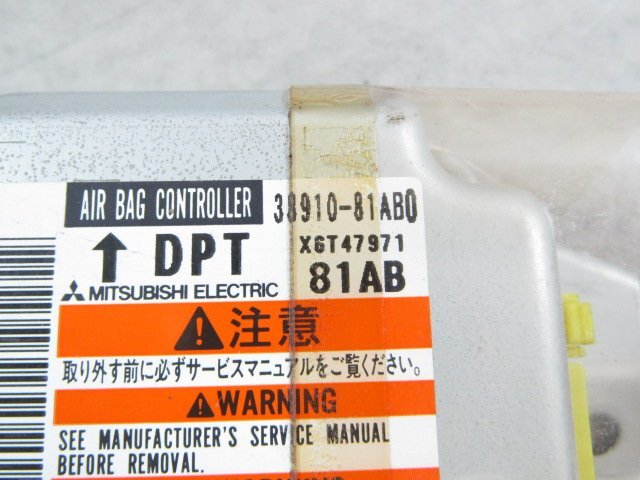 AIR BAG CONTROLLER 38910-81AB0
↑ DPT X6T47971
MITSUBISHI ELECTRIC 81AB
⚠注意
取り外す前に必ずサービスマニュアルをご覧ください。
⚠WARNING
SEE MANUFACTURER'S SERVICE MANUAL
BEFORE REMOVAL.